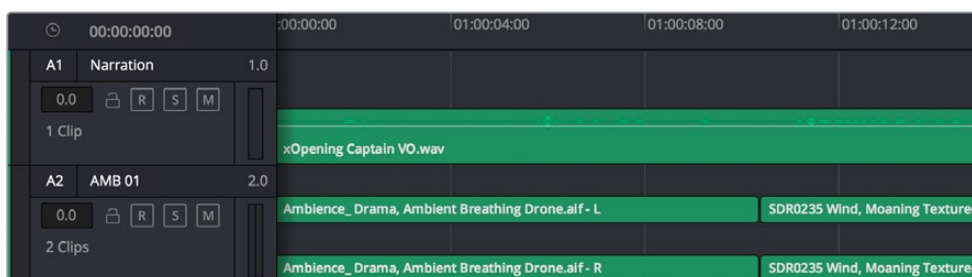 00:00:00:00 :00:00:00 01:00:04:00 01:00:08:00 01:00:12:00
A1 Narration 1.0
0.0 R S M
1 Clip
xOpening Captain VO.wav
A2 AMB 01 2.0
Ambience_ Drama, Ambient Breathing Drone.aif - L SDR0235 Wind, Moaning Texture
0.0 R S M
2 Clips
Ambience_ Drama, Ambient Breathing Drone.aif - R SDR0235 Wind, Moaning Texture